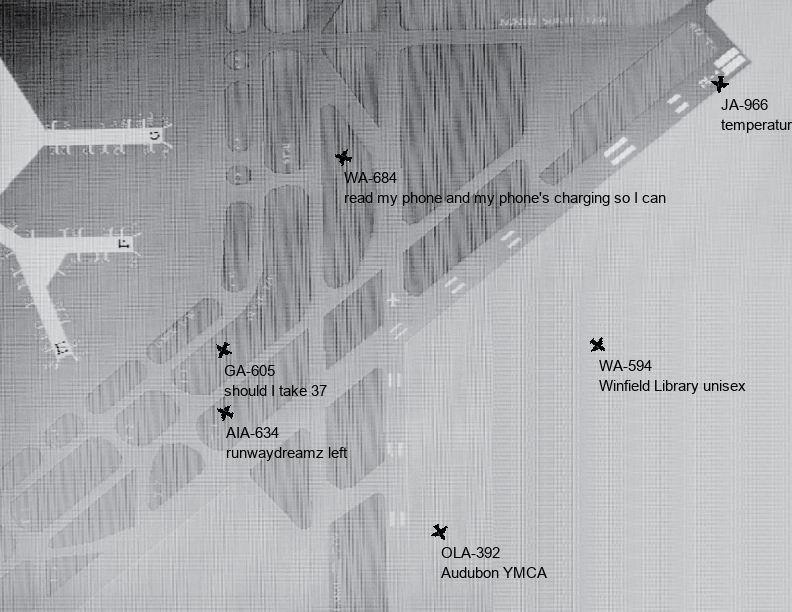 JA-966
temperatur
WA-684
read my phone and my phone's charging so I can
GA-605
should I take 37
WA-594
Winfield Library unisex
AIA-634
runwaydreamz left
OLA-392
Audubon YMCA